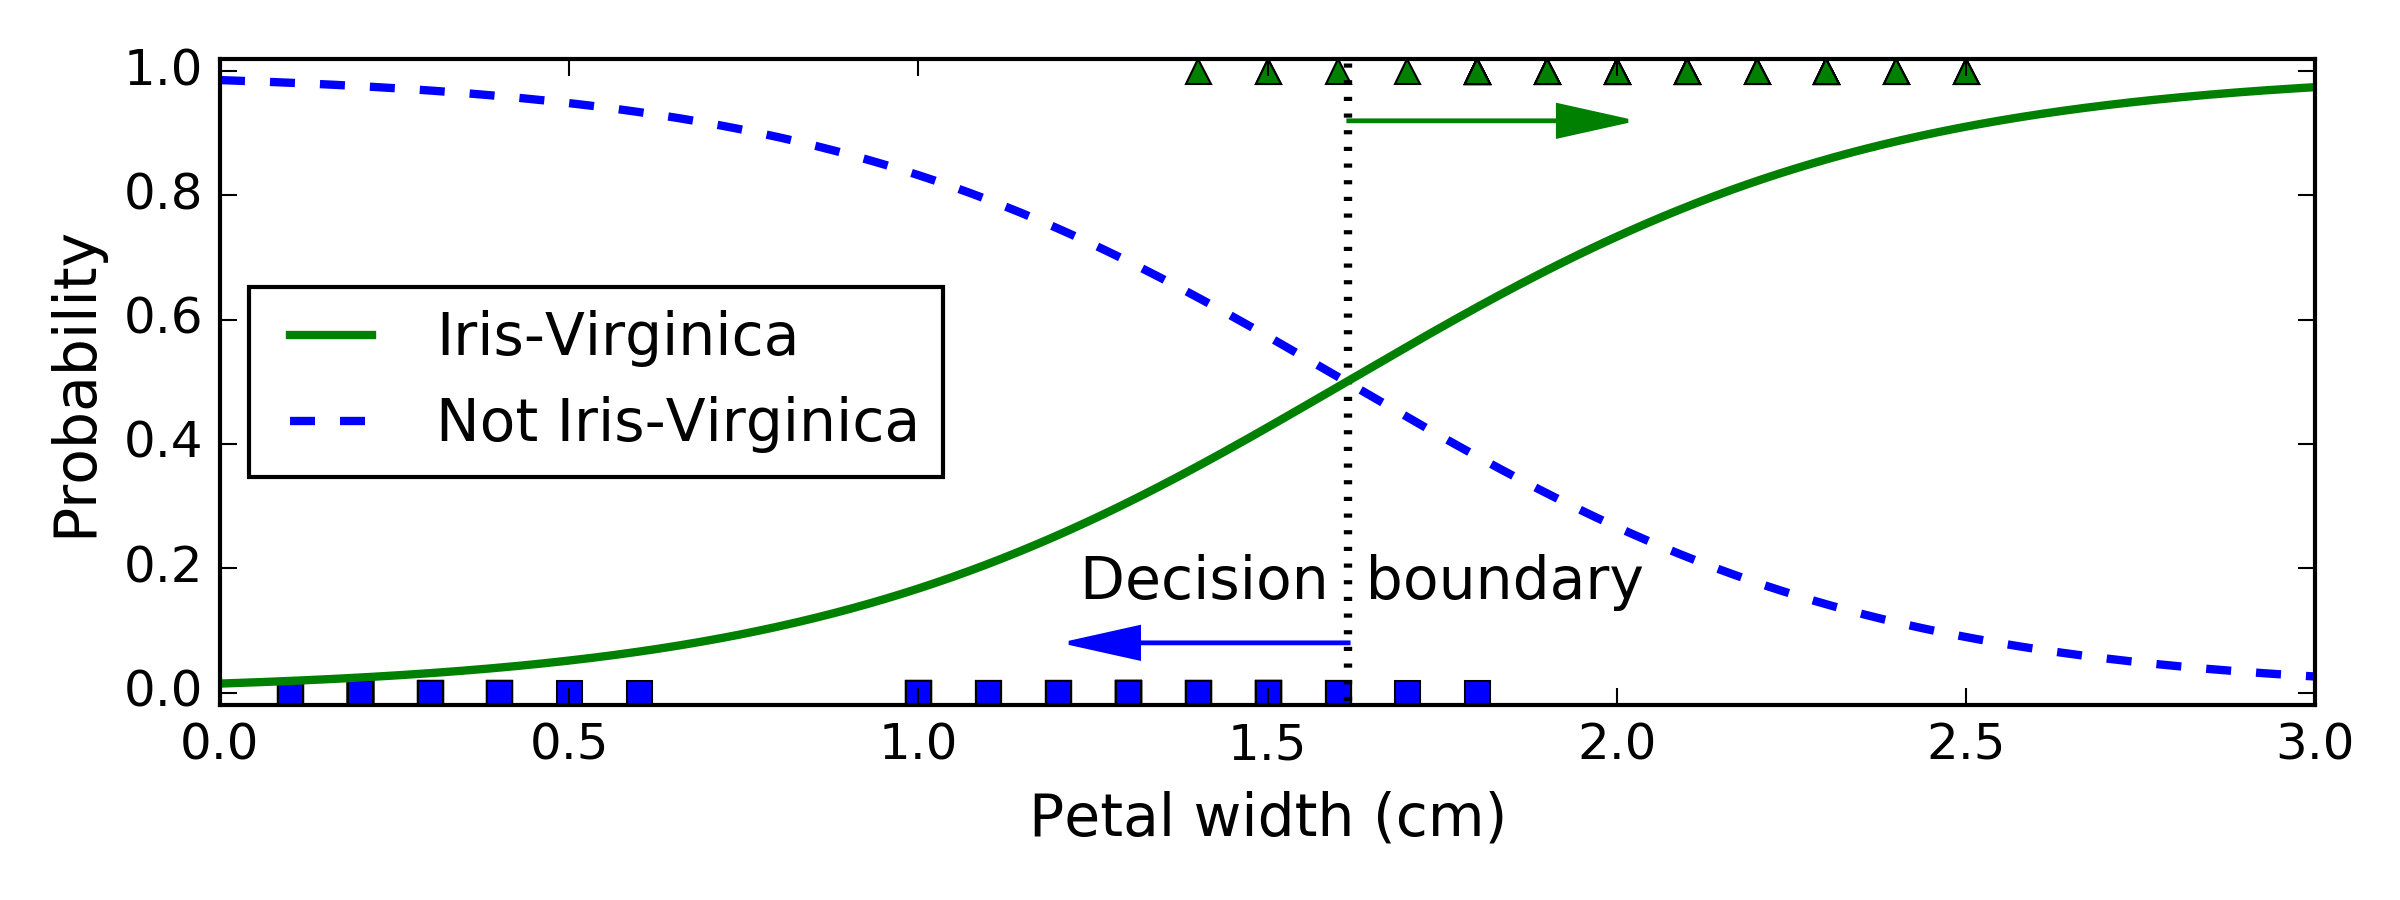 1.0
0.8
0.6
0.4
0.2
0.0
Probability
Iris-Virginica
Not Iris-Virginica
Decision boundary
0.0 0.5 1.0 1.5 2.0 2.5 3.0
Petal width (cm)